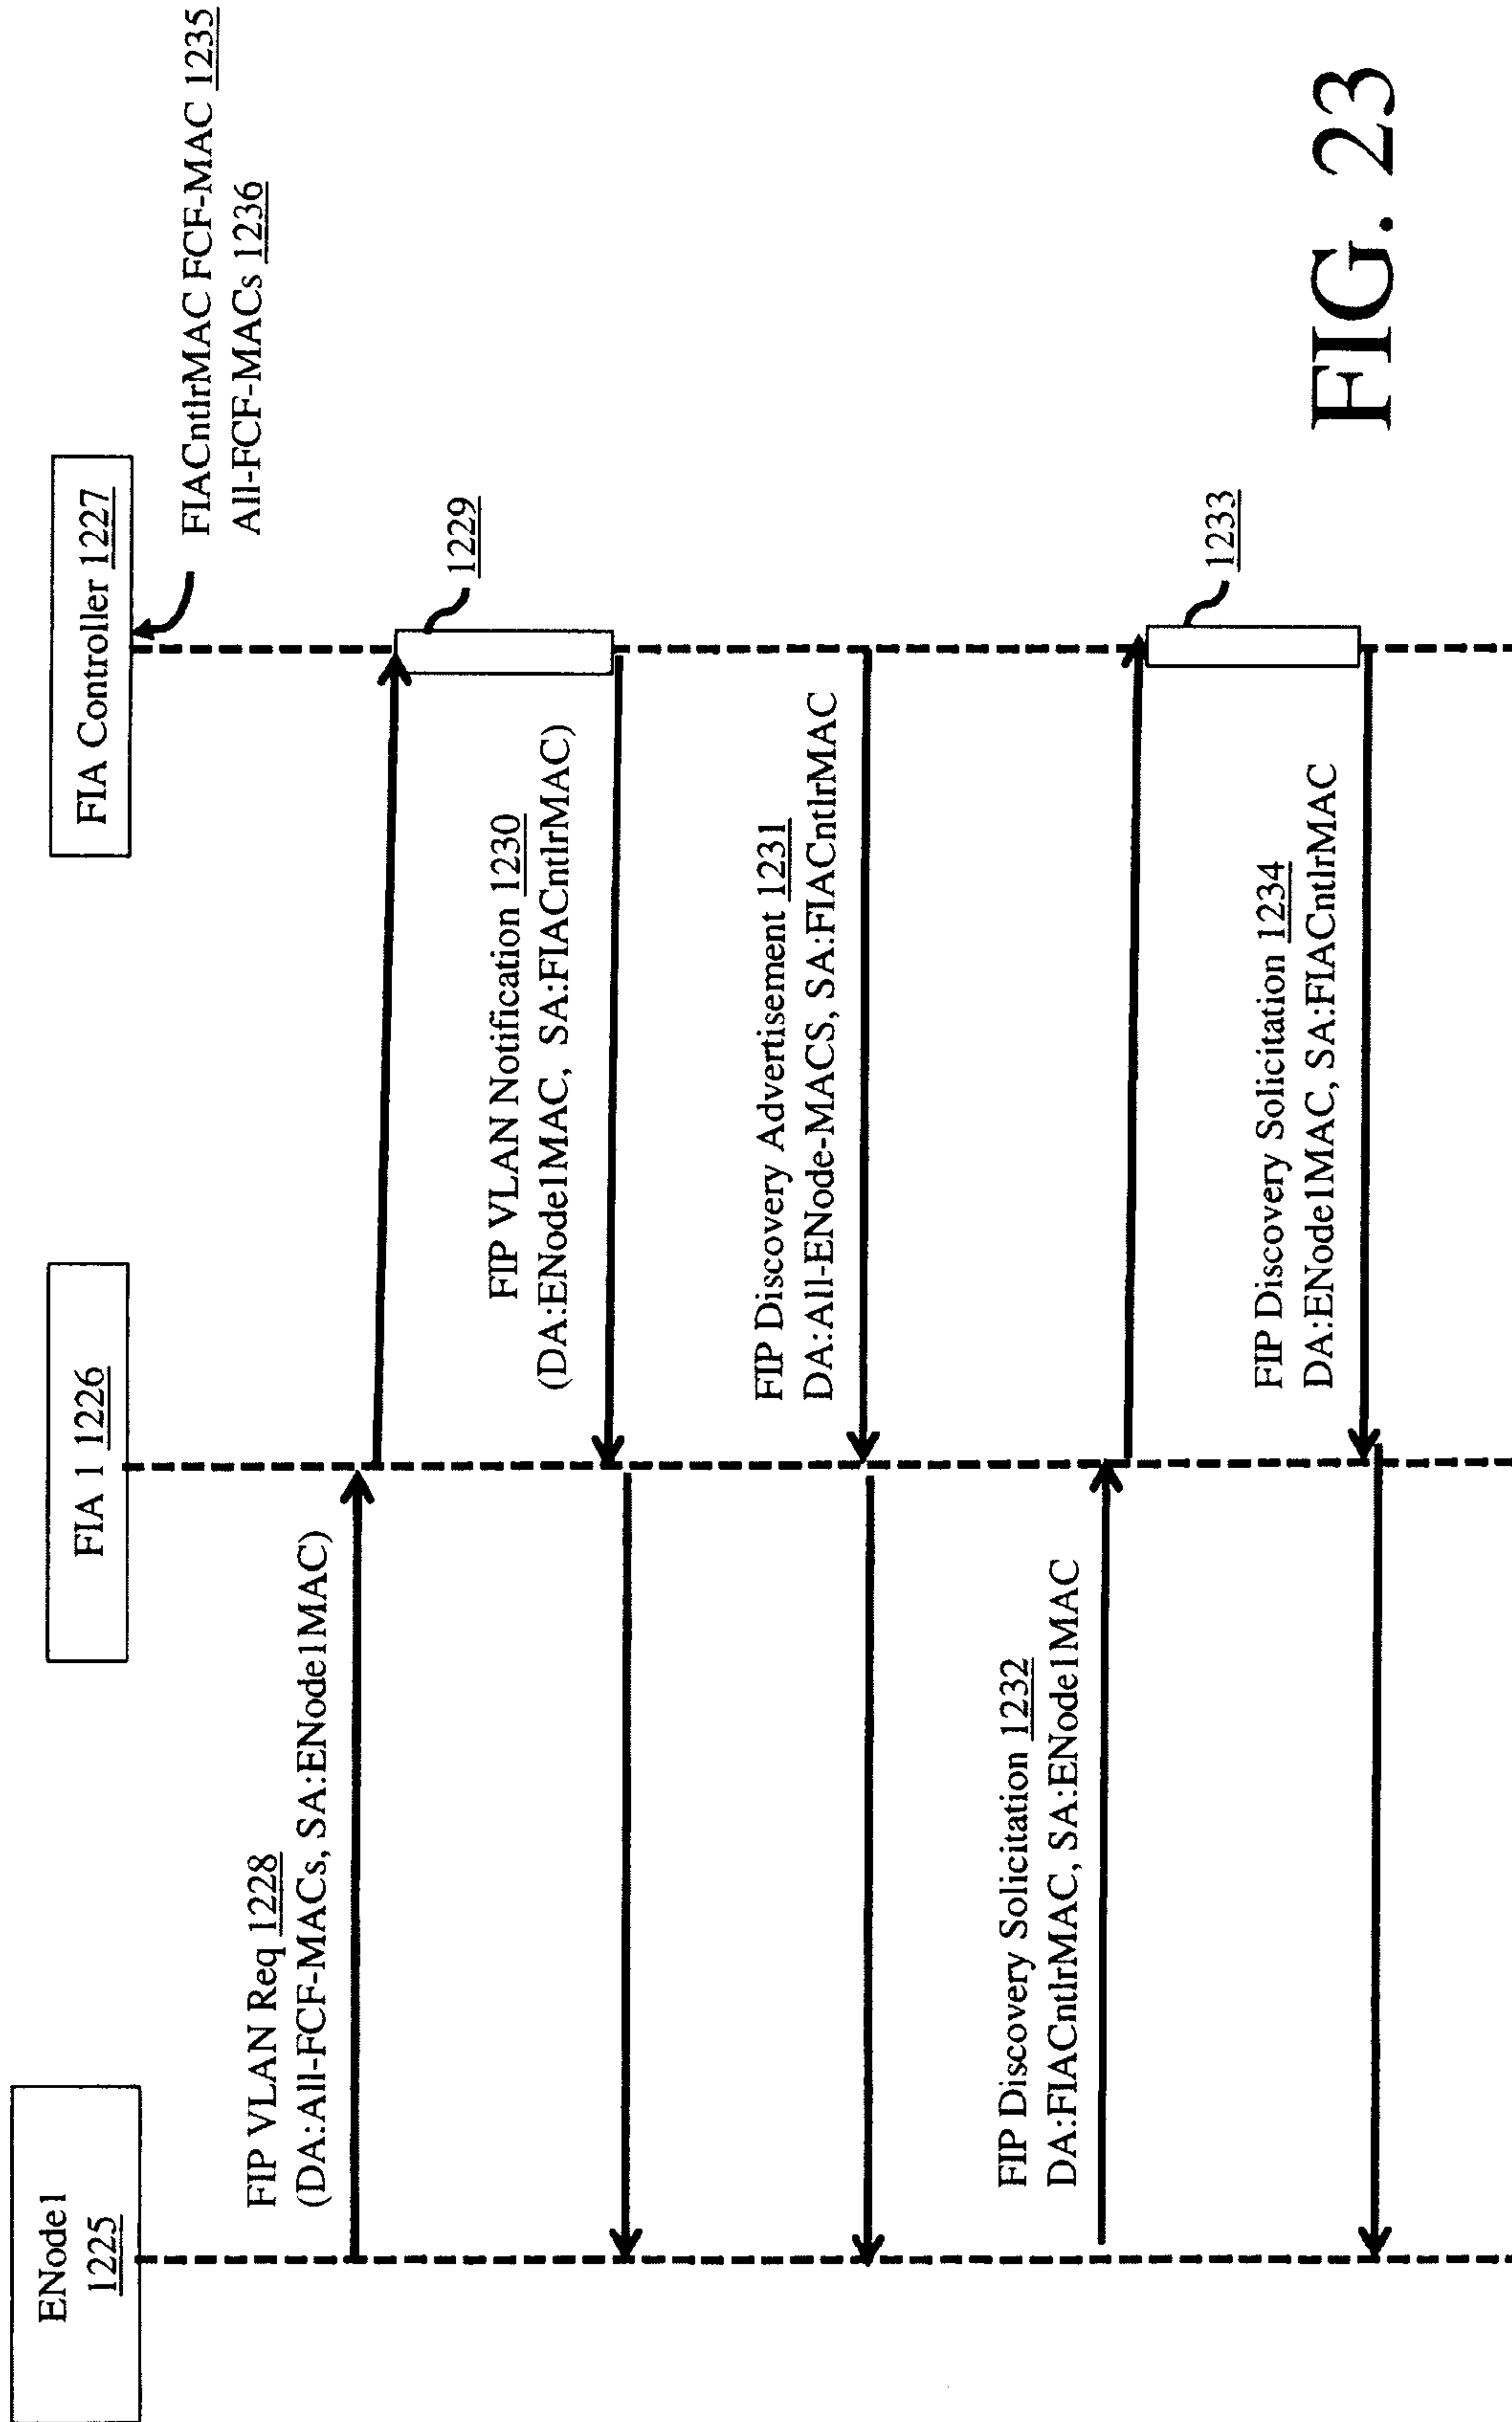 ENode1
1225
FIA 1 1226
FIA Controller 1227
FIACntlrMAC FCF-MAC 1235
All-FCF-MACs 1236
FIP VLAN Req 1228
(DA:All-FCF-MACs, SA:ENode1MAC)
1229
FIP VLAN Notification 1230
(DA:ENode1MAC, SA:FIACntlrMAC)
FIP Discovery Advertisement 1231
DA:All-ENode-MACS, SA:FIACntlrMAC
FIP Discovery Solicitation 1232
DA:FIACntlrMAC, SA:ENode1MAC
1233
FIP Discovery Solicitation 1234
DA:ENode1MAC, SA:FIACntlrMAC
FIG. 23